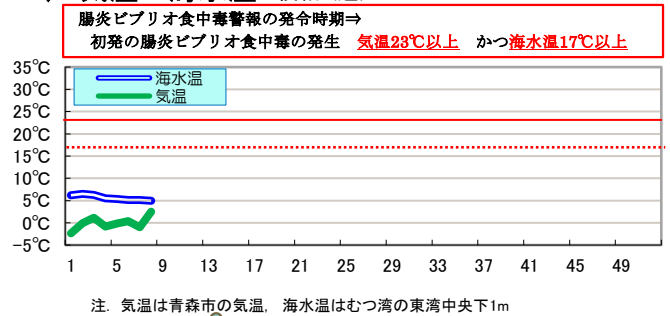 腸炎ビブリオ食中毒警報の発令時期⇒
初発の腸炎ビブリオ食中毒の発生 気温23℃以上 かつ海水温17℃以上
35℃
30℃
25℃
20℃
15℃
10℃
5℃
0℃
-5℃
海水温
気温
1 5 9 13 17 21 25 29 33 37 41 45 49
注. 気温は青森市の気温, 海水温はむつ湾の東湾中央下1m